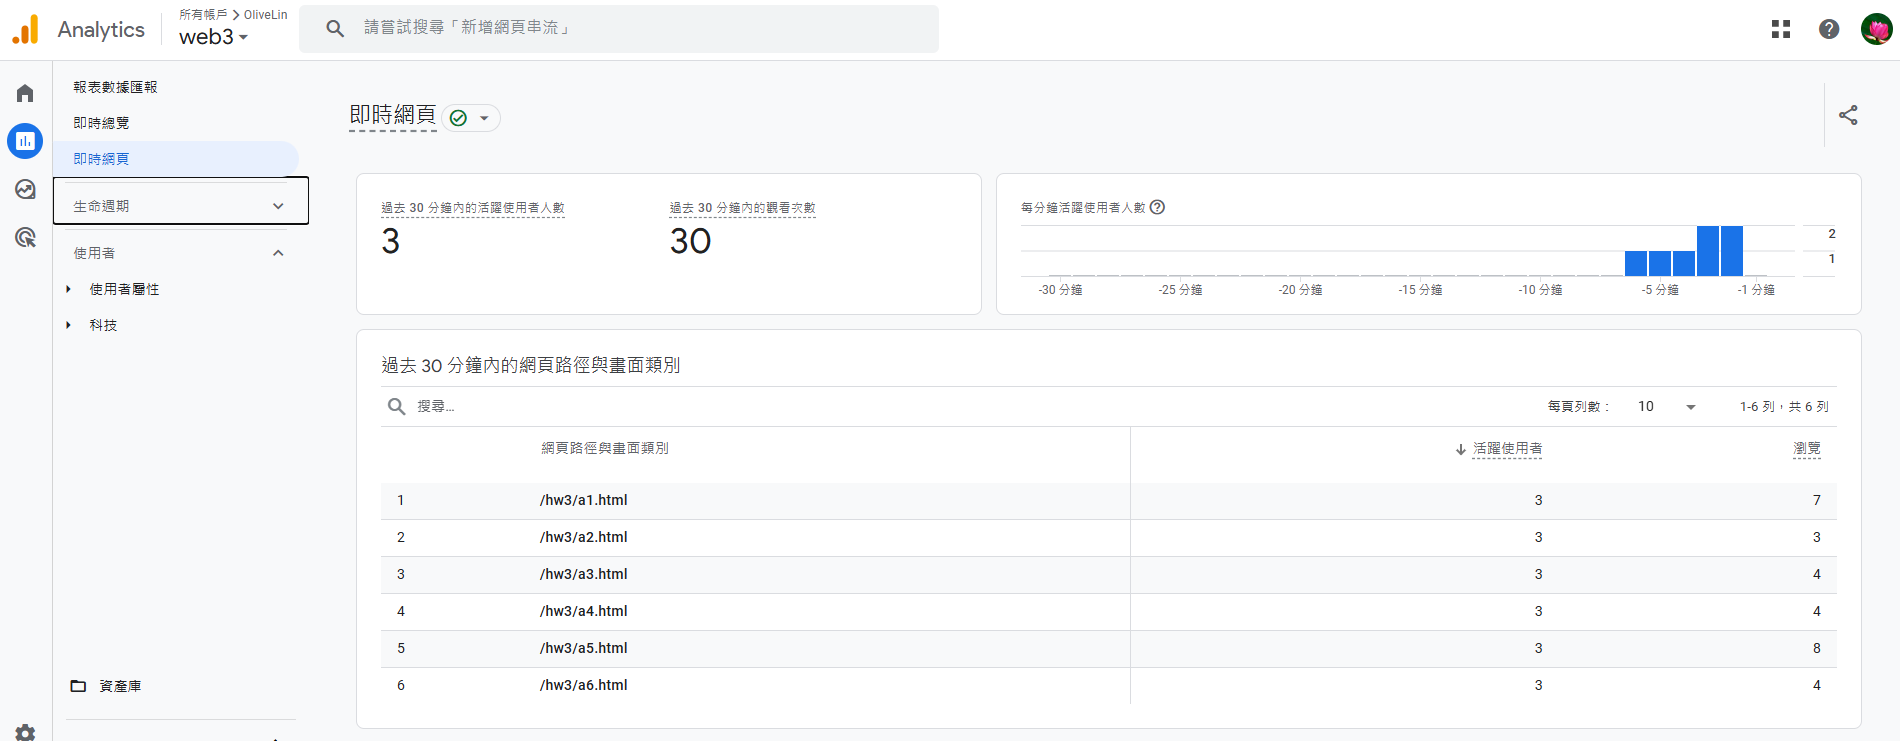 Analytics
所有帳戶 > OliveLin
web3
請嘗試搜尋「新增網頁串流」
報表數據匯報
即時總覽
即時網頁
生命週期
使用者
使用者屬性
科技
資產庫
即時網頁
過去 30 分鐘內的活躍使用者人數
3
過去 30 分鐘內的觀看次數
30
每分鐘活躍使用者人數
2
1
-30 分鐘 -25 分鐘 -20 分鐘 -15 分鐘 -10 分鐘 -5 分鐘 -1 分鐘
過去 30 分鐘內的網頁路徑與畫面類別
搜尋... 每頁列數： 10 1-6 列，共 6 列
網頁路徑與畫面類別 活躍使用者 瀏覽
1 /hw3/a1.html 3 7
2 /hw3/a2.html 3 3
3 /hw3/a3.html 3 4
4 /hw3/a4.html 3 4
5 /hw3/a5.html 3 8
6 /hw3/a6.html 3 4